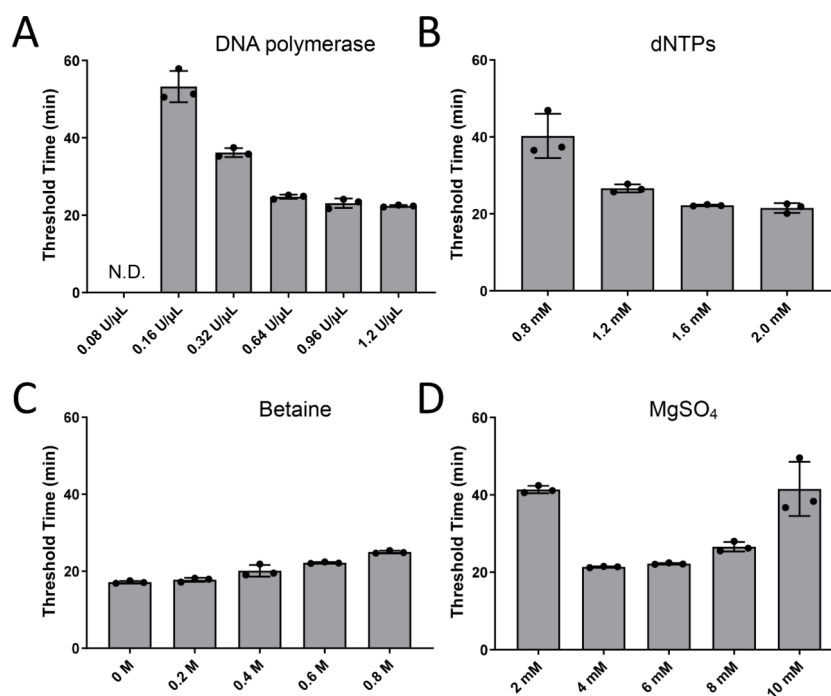 A
DNA polymerase
Threshold Time (min)
60
40
20
0
N.D.
0.08 U/µL
0.16 U/µL
0.32 U/µL
0.64 U/µL
0.96 U/µL
1.2 U/µL
B
dNTPs
Threshold Time (min)
60
40
20
0
0.8 mM
1.2 mM
1.6 mM
2.0 mM
C
Betaine
Threshold Time (min)
60
40
20
0
0 M
0.2 M
0.4 M
0.6 M
0.8 M
D
MgSO₄
Threshold Time (min)
60
40
20
0
2 mM
4 mM
6 mM
8 mM
10 mM